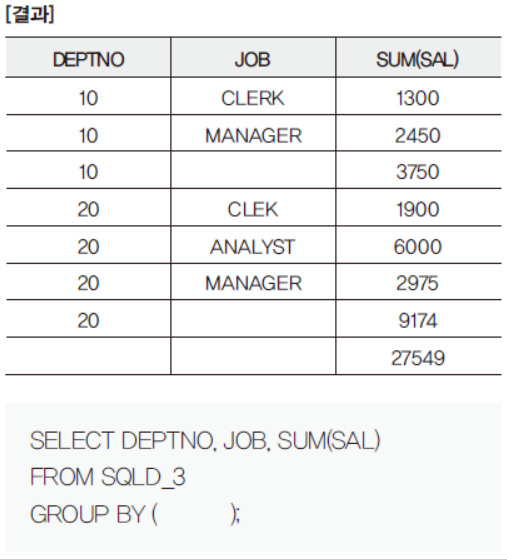 [결과]
DEPTNO JOB SUM(SAL)
10 CLERK 1300
10 MANAGER 2450
10 3750
20 CLEK 1900
20 ANALYST 6000
20 MANAGER 2975
20 9174
27549
SELECT DEPTNO, JOB, SUM(SAL)
FROM SQLD_3
GROUP BY ( );